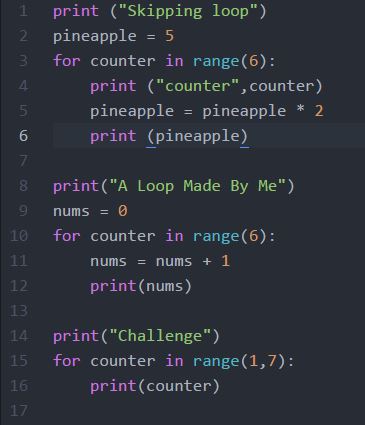 1 print ("Skipping loop")
2 pineapple = 5
3 for counter in range(6):
4     print ("counter",counter)
5     pineapple = pineapple * 2
6     print (pineapple)
7
8 print("A Loop Made By Me")
9 nums = 0
10 for counter in range(6):
11     nums = nums + 1
12     print(nums)
13
14 print("Challenge")
15 for counter in range(1,7):
16     print(counter)
17